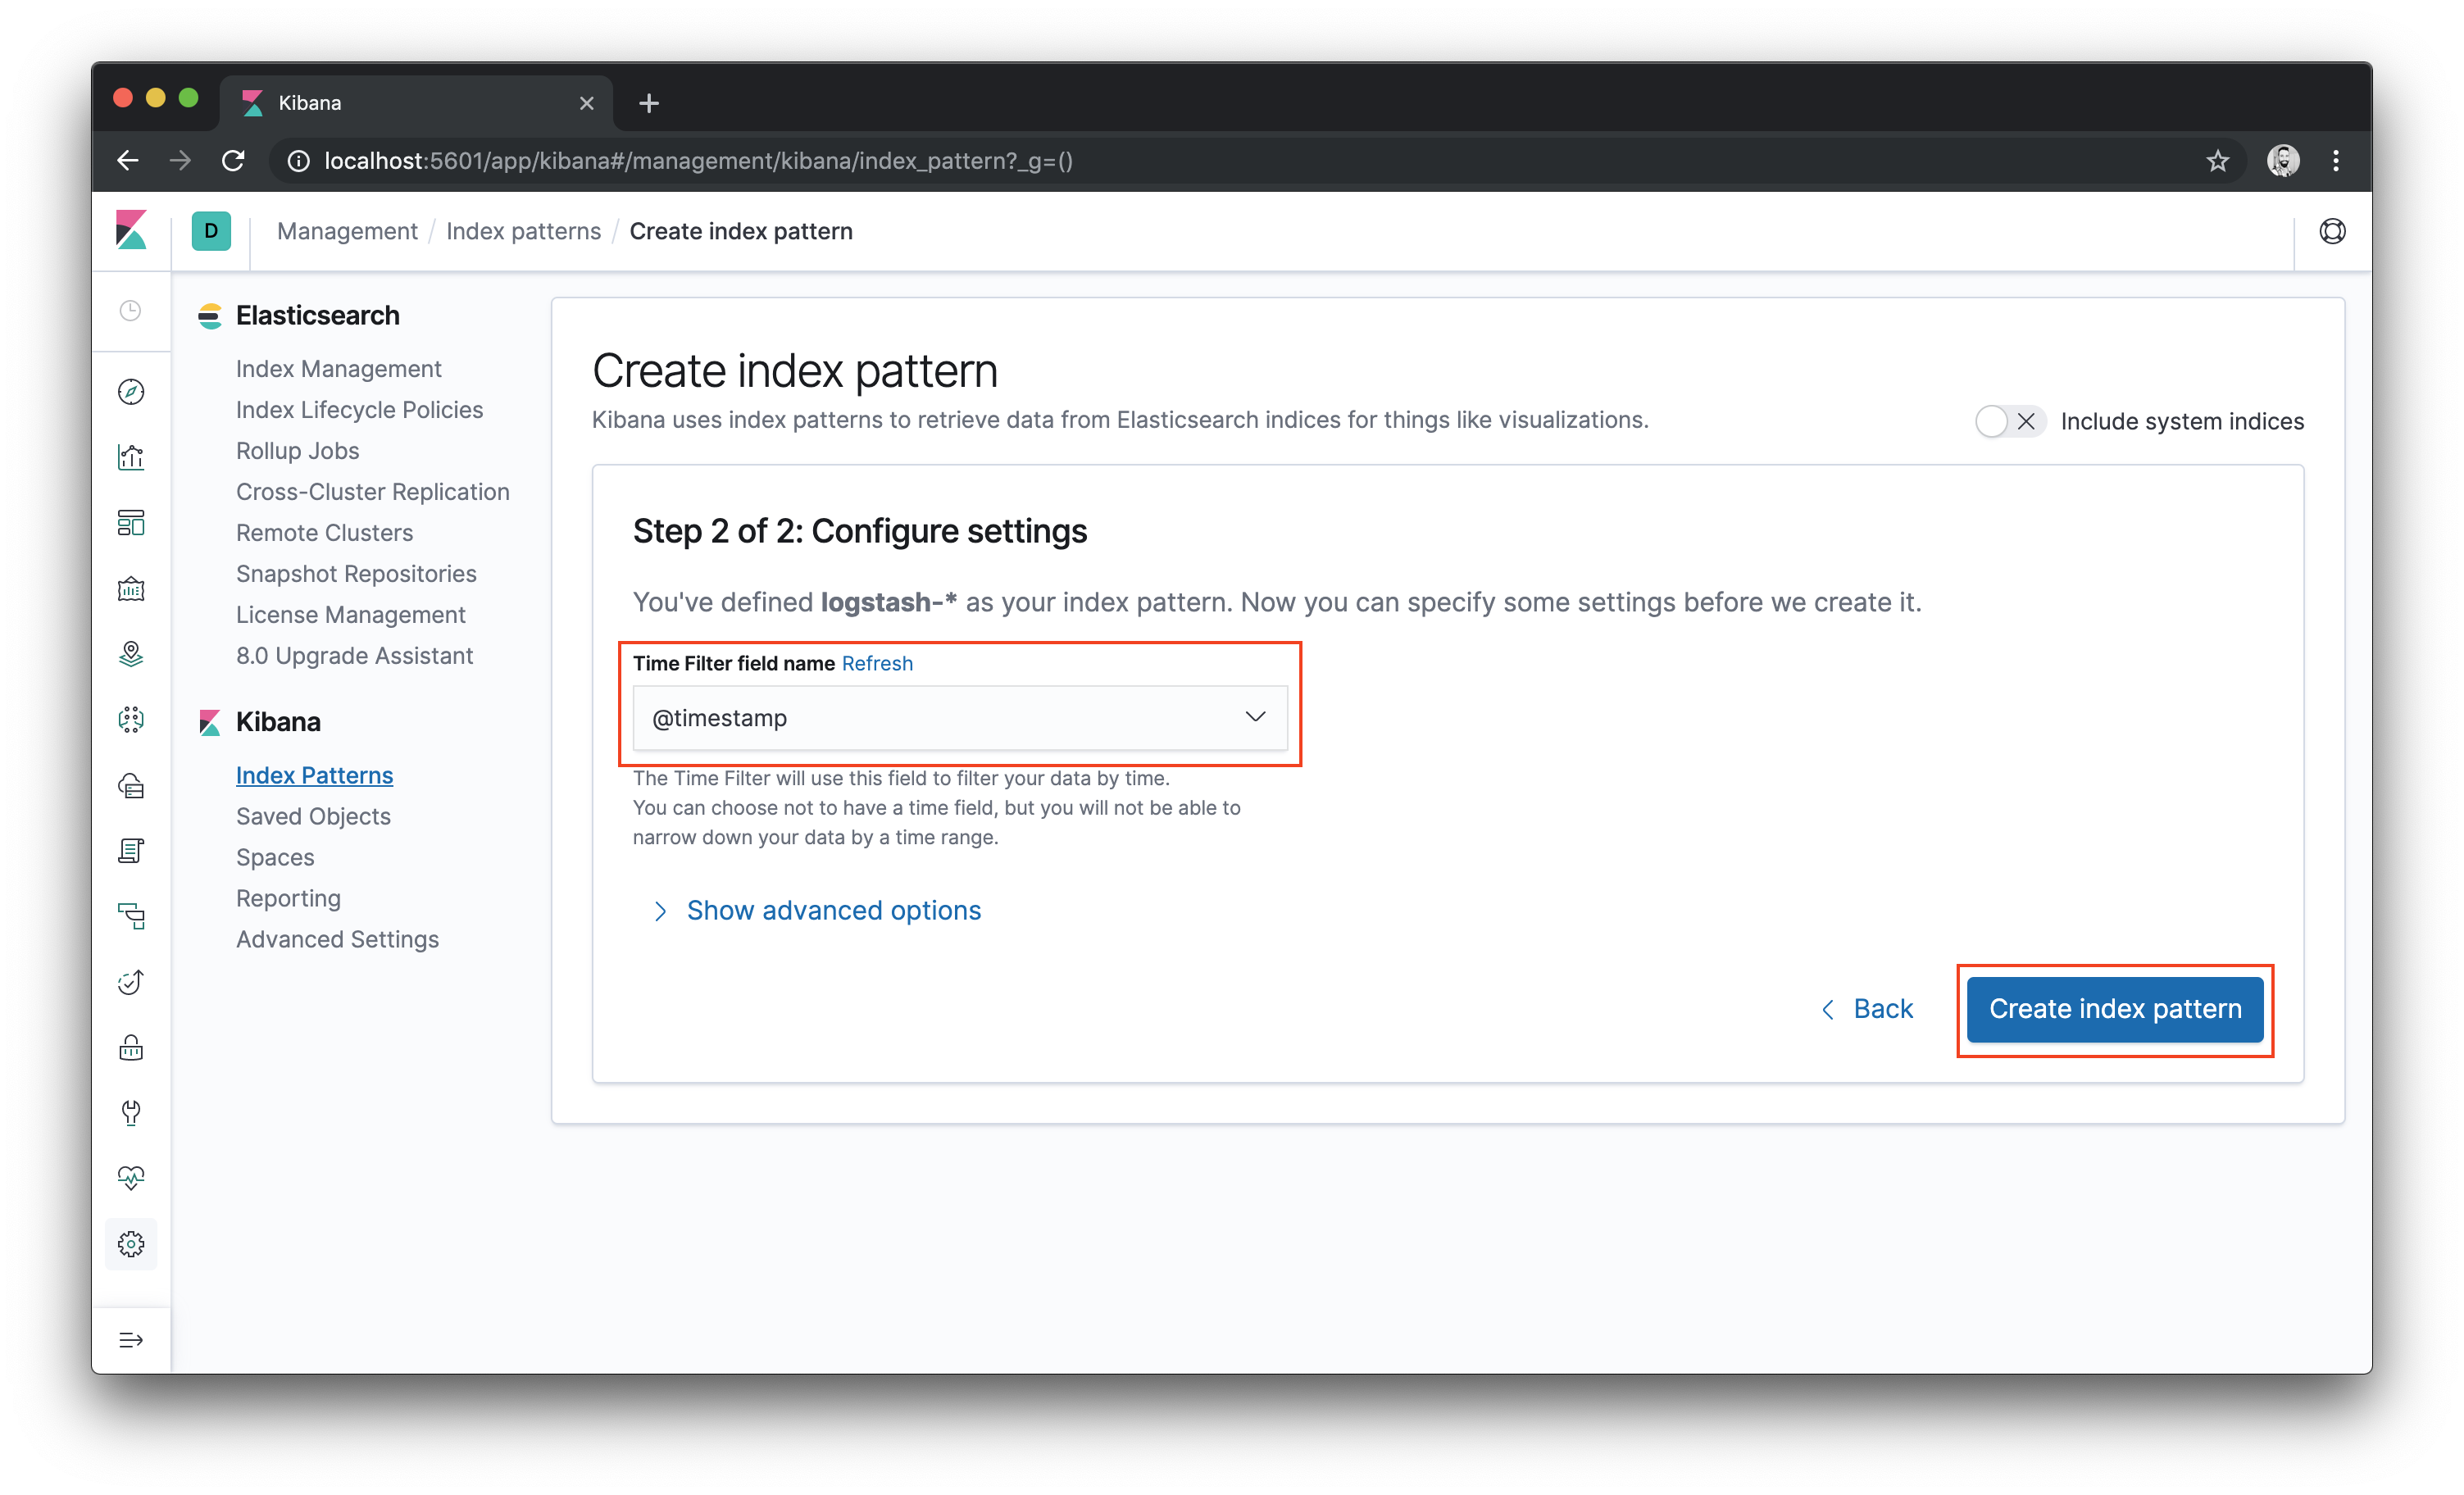 Kibana
localhost:5601/app/kibana#/management/kibana/index_pattern?_g=()
D
Management / Index patterns / Create index pattern
Elasticsearch
Index Management
Index Lifecycle Policies
Rollup Jobs
Cross-Cluster Replication
Remote Clusters
Snapshot Repositories
License Management
8.0 Upgrade Assistant
Kibana
Index Patterns
Saved Objects
Spaces
Reporting
Advanced Settings
Create index pattern
Kibana uses index patterns to retrieve data from Elasticsearch indices for things like visualizations.
Include system indices
Step 2 of 2: Configure settings
You've defined logstash-* as your index pattern. Now you can specify some settings before we create it.
Time Filter field name Refresh
@timestamp
The Time Filter will use this field to filter your data by time.
You can choose not to have a time field, but you will not be able to
narrow down your data by a time range.
Show advanced options
Back
Create index pattern